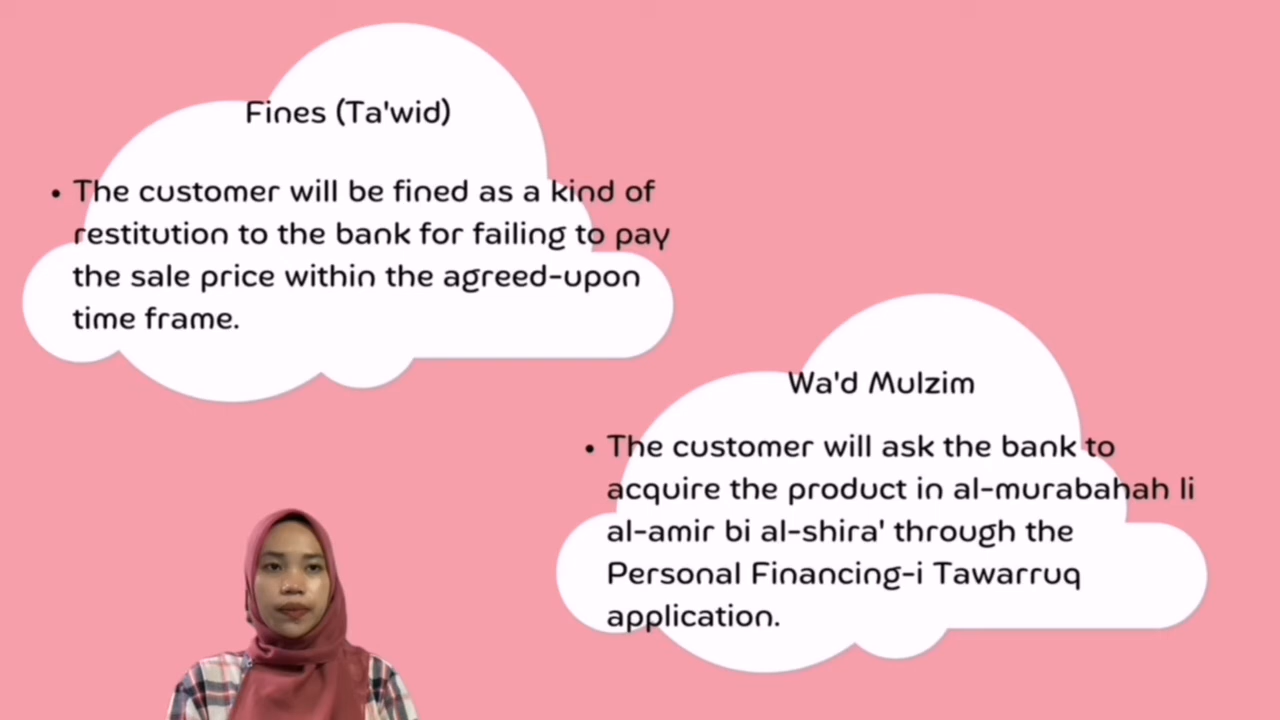 Fines (Ta'wid)
• The customer will be fined as a kind of
restitution to the bank for failing to pay
the sale price within the agreed-upon
time frame.
Wa'd Mulzim
• The customer will ask the bank to
acquire the product in al-murabahah li
al-amir bi al-shira' through the
Personal Financing-i Tawarruq
application.